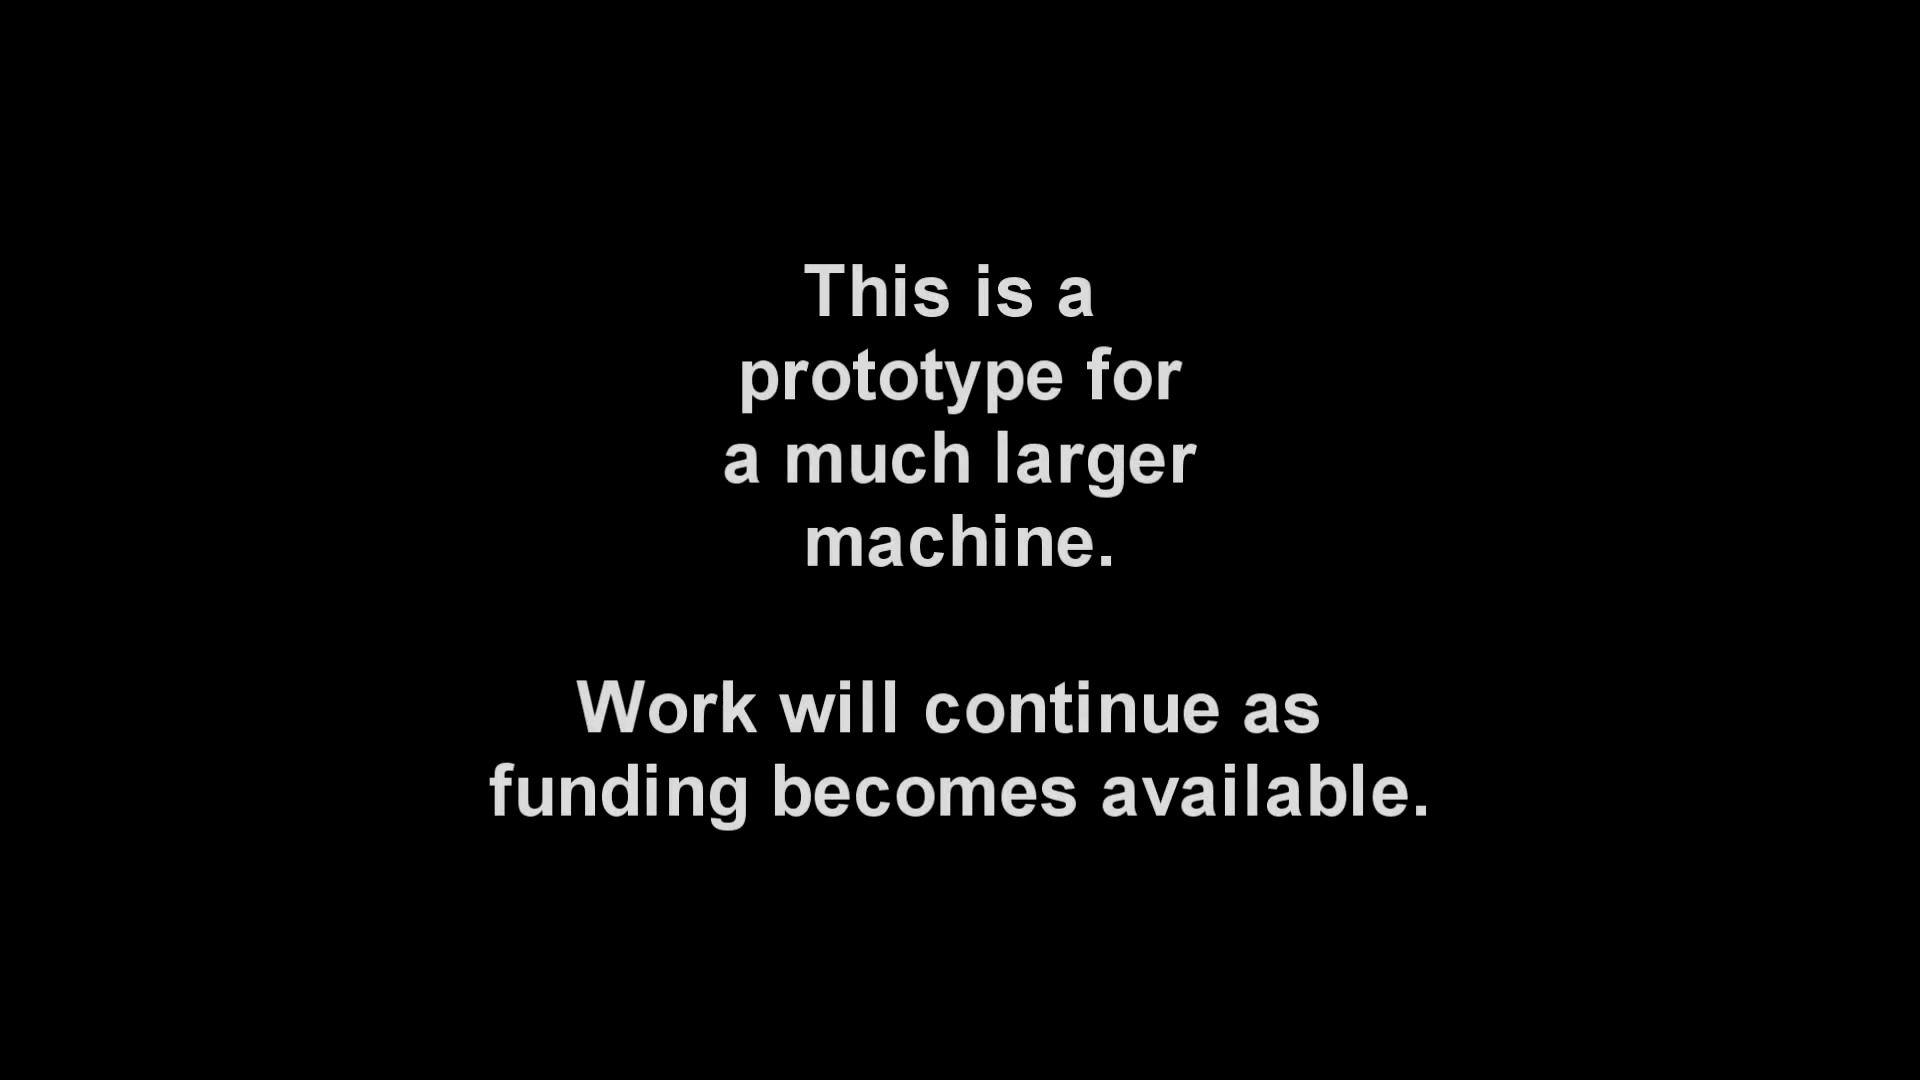 This is a
prototype for
a much larger
machine.
Work will continue as
funding becomes available.